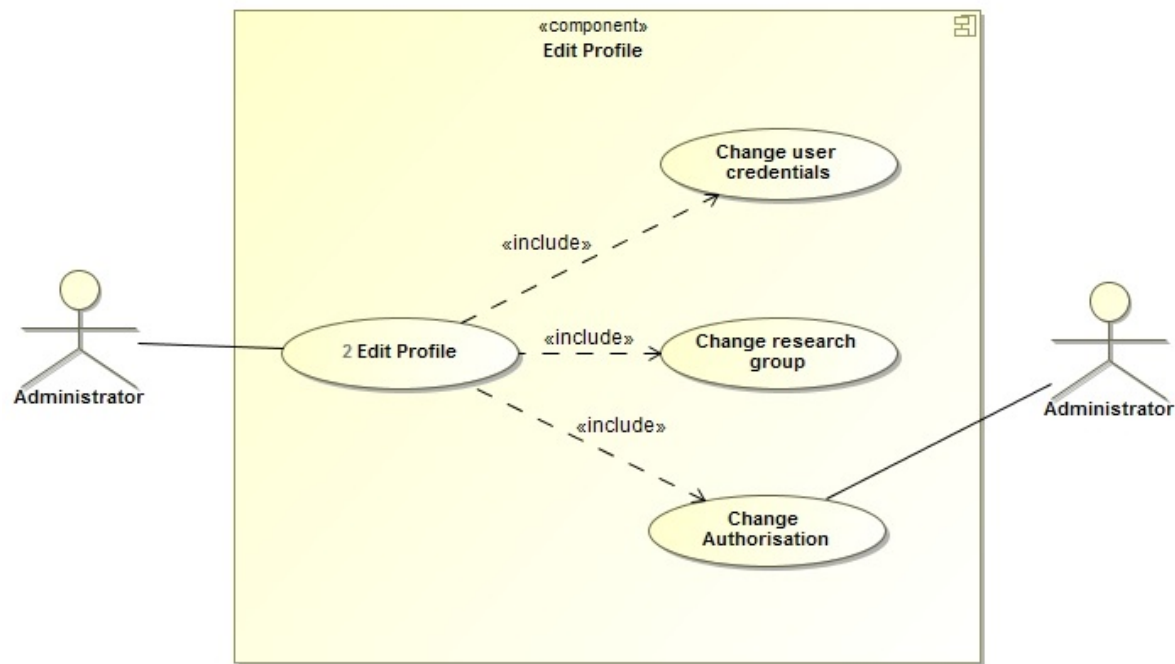 «component»
Edit Profile
Change user
credentials
«include»
2 Edit Profile
«include»
Change research
group
Administrator
Administrator
«include»
Change
Authorisation